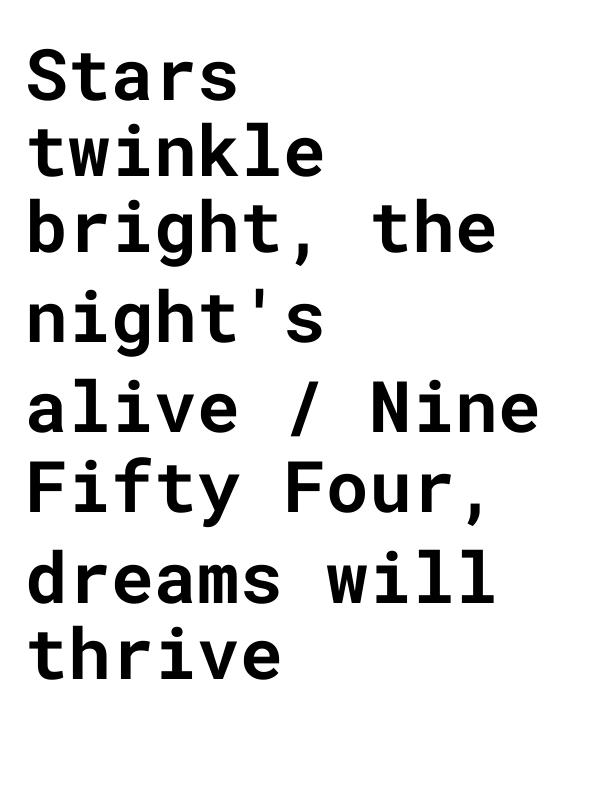 Stars
twinkle
bright, the
night's
alive / Nine
Fifty Four,
dreams will
thrive